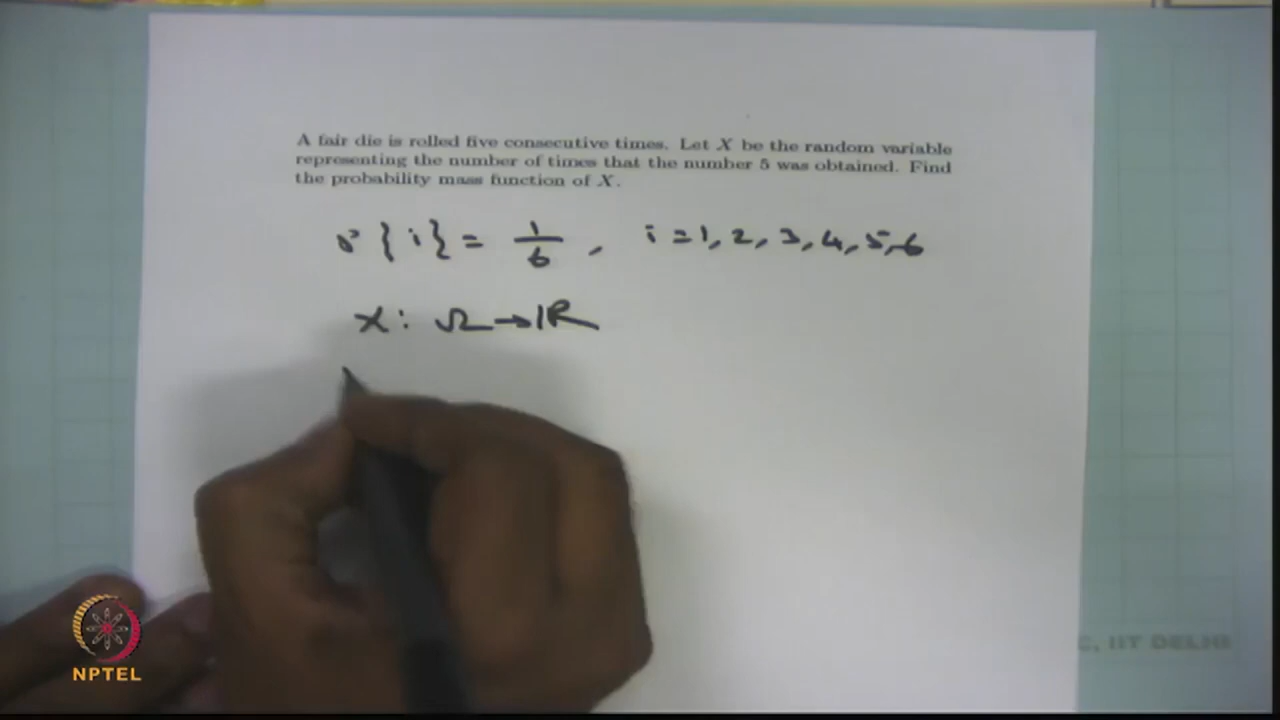 A fair die is rolled five consecutive times. Let X be the random variable
representing the number of times that the number 5 was obtained. Find
the probability mass function of X.
P {i} = 1/6 , i = 1, 2, 3, 4, 5, 6
X : Ω → ℝ
C, IIT DELHI
NPTEL